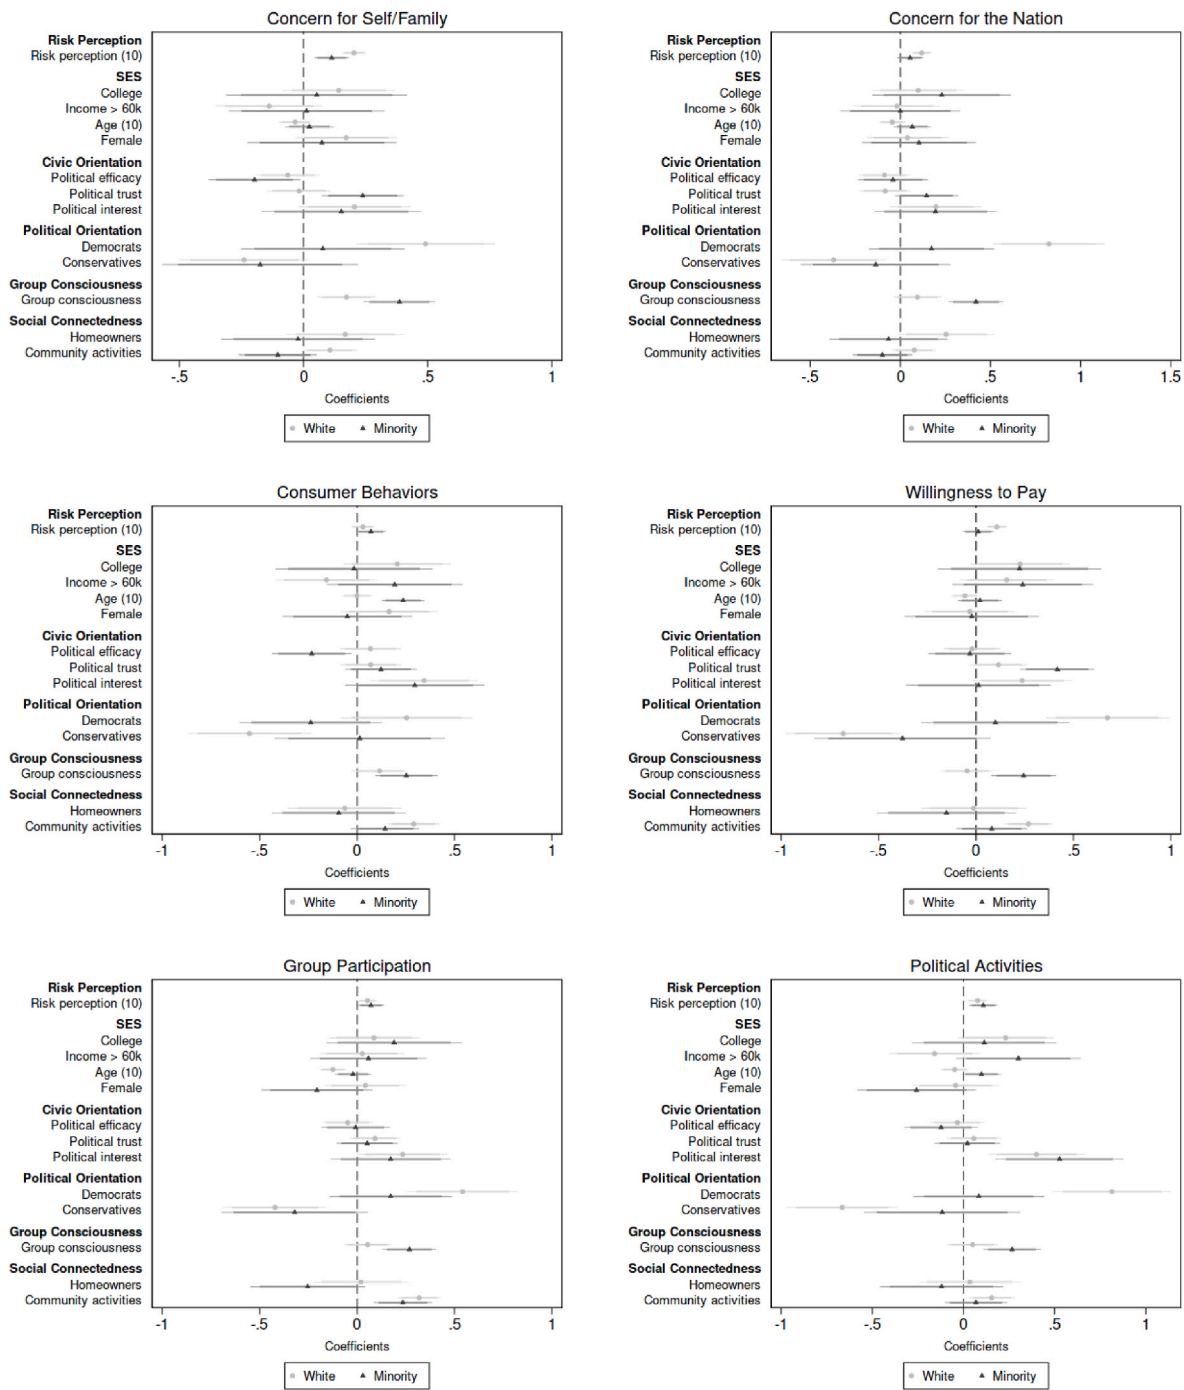 Concern for Self/Family
Risk Perception
Risk perception (10)
SES
College
Income > 60k
Age (10)
Female
Civic Orientation
Political efficacy
Political trust
Political interest
Political Orientation
Democrats
Conservatives
Group Consciousness
Group consciousness
Social Connectedness
Homeowners
Community activities
-.5 0 .5 1
Coefficients
White Minority
Concern for the Nation
Risk Perception
Risk perception (10)
SES
College
Income > 60k
Age (10)
Female
Civic Orientation
Political efficacy
Political trust
Political interest
Political Orientation
Democrats
Conservatives
Group Consciousness
Group consciousness
Social Connectedness
Homeowners
Community activities
-.5 0 .5 1 1.5
Coefficients
White Minority
Consumer Behaviors
Risk Perception
Risk perception (10)
SES
College
Income > 60k
Age (10)
Female
Civic Orientation
Political efficacy
Political trust
Political interest
Political Orientation
Democrats
Conservatives
Group Consciousness
Group consciousness
Social Connectedness
Homeowners
Community activities
-1 -.5 0 .5 1
Coefficients
White Minority
Willingness to Pay
Risk Perception
Risk perception (10)
SES
College
Income > 60k
Age (10)
Female
Civic Orientation
Political efficacy
Political trust
Political interest
Political Orientation
Democrats
Conservatives
Group Consciousness
Group consciousness
Social Connectedness
Homeowners
Community activities
-1 -.5 0 .5 1
Coefficients
White Minority
Group Participation
Risk Perception
Risk perception (10)
SES
College
Income > 60k
Age (10)
Female
Civic Orientation
Political efficacy
Political trust
Political interest
Political Orientation
Democrats
Conservatives
Group Consciousness
Group consciousness
Social Connectedness
Homeowners
Community activities
-1 -.5 0 .5 1
Coefficients
White Minority
Political Activities
Risk Perception
Risk perception (10)
SES
College
Income > 60k
Age (10)
Female
Civic Orientation
Political efficacy
Political trust
Political interest
Political Orientation
Democrats
Conservatives
Group Consciousness
Group consciousness
Social Connectedness
Homeowners
Community activities
-1 -.5 0 .5 1
Coefficients
White Minority